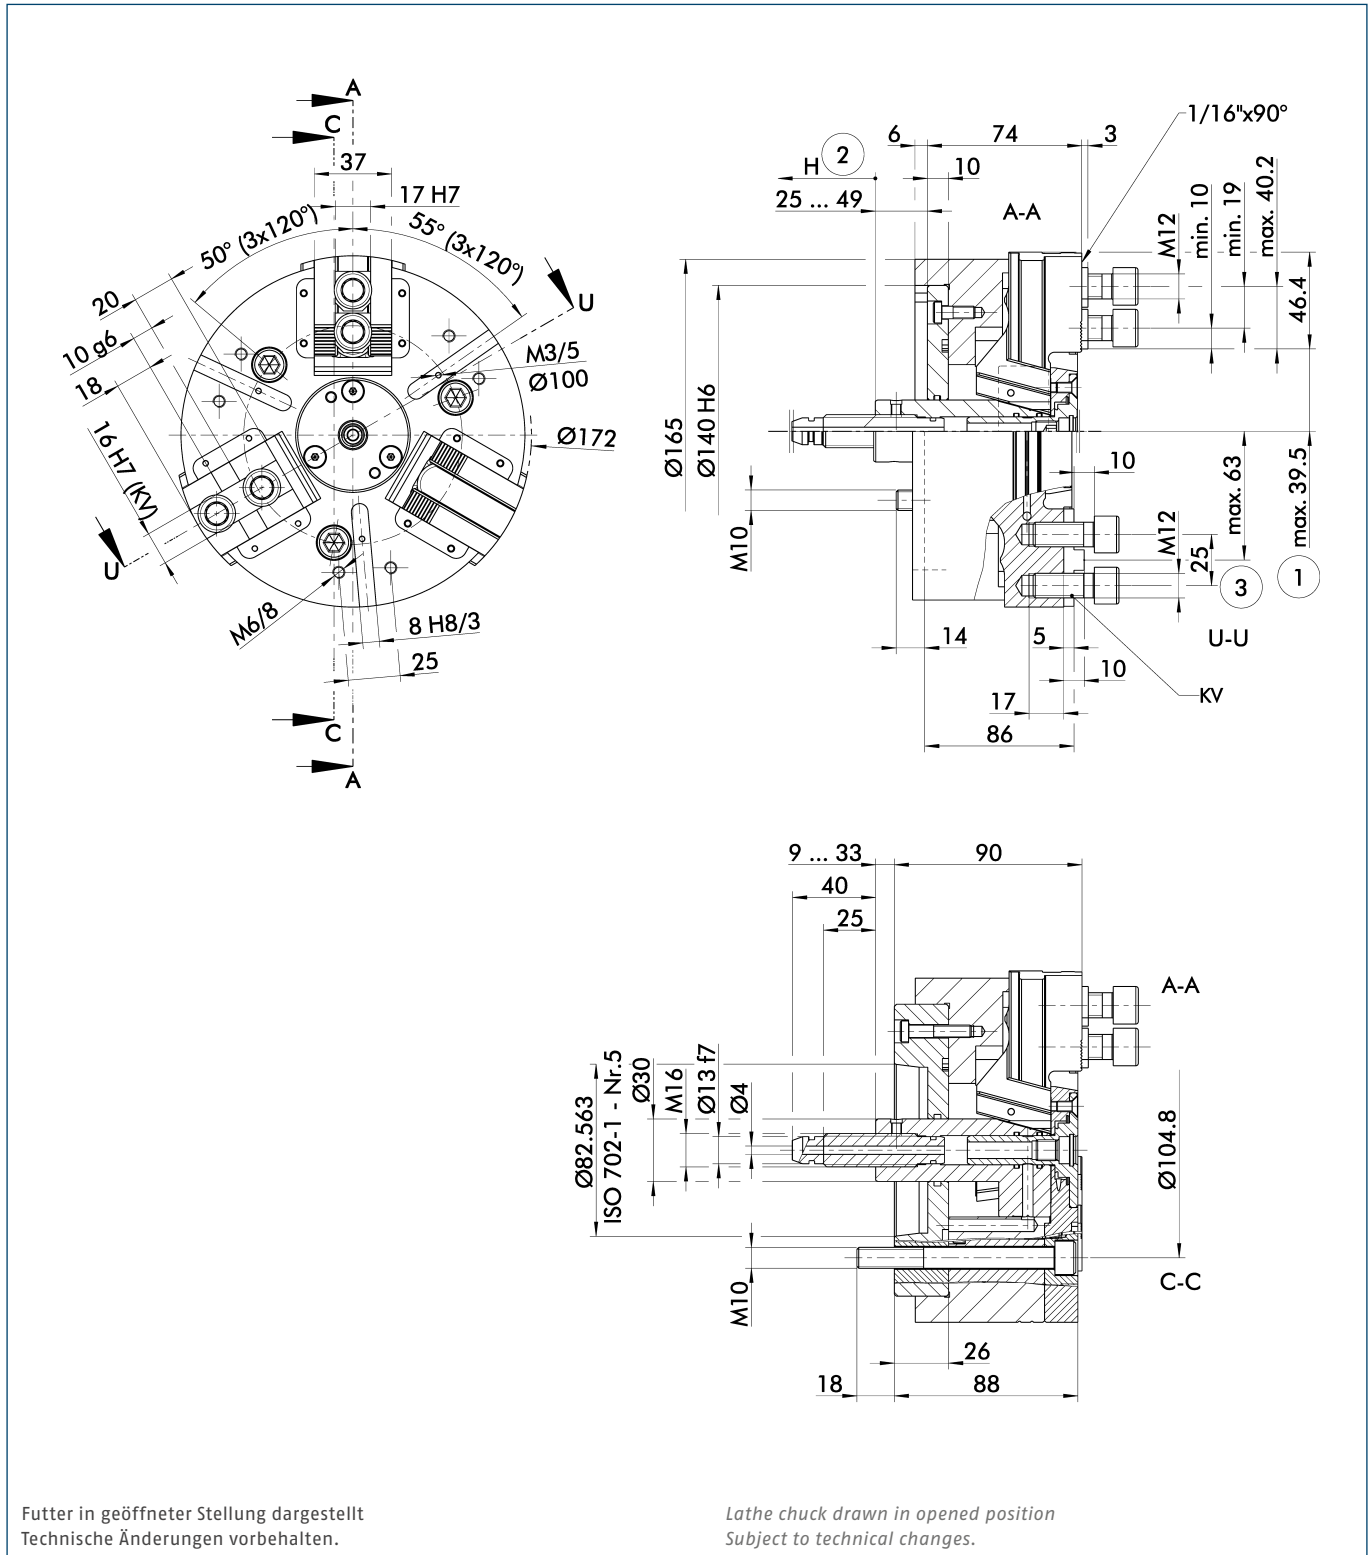 A
C
37
17 H7
50° (3x120°)
55° (3x120°)
U
20
10 g6
18
16 H7 (KV)
M3/5
Ø100
Ø172
U
M6/8
8 H8/3
25
C
A
1/16"x90°
6
74
3
H
2
10
25 ... 49
A-A
M12
min. 10
min. 19
max. 40.2
46.4
Ø165
Ø140 H6
M10
10
max. 63
max. 39.5
M12
25
3
1
14
5
U-U
10
KV
17
86
9 ... 33
90
40
25
A-A
Ø82.563
ISO 702-1 - Nr.5
Ø30
M16
Ø13 f7
Ø4
Ø104.8
M10
C-C
26
18
88
Futter in geöffneter Stellung dargestellt
Technische Änderungen vorbehalten.
Lathe chuck drawn in opened position
Subject to technical changes.